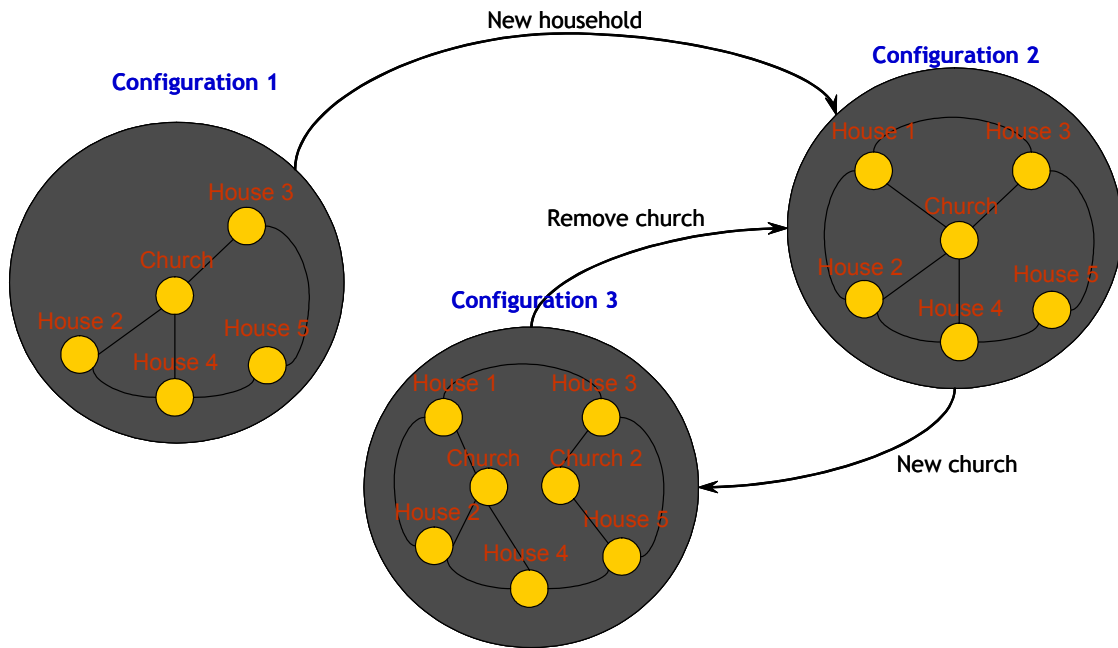 New household
Configuration 1
Configuration 2
House 1
House 3
House 3
Church
Church
House 2
House 5
House 4
Remove church
House 2
House 5
House 4
Configuration 3
House 1
House 3
Church
Church 2
House 2
House 5
House 4
New church